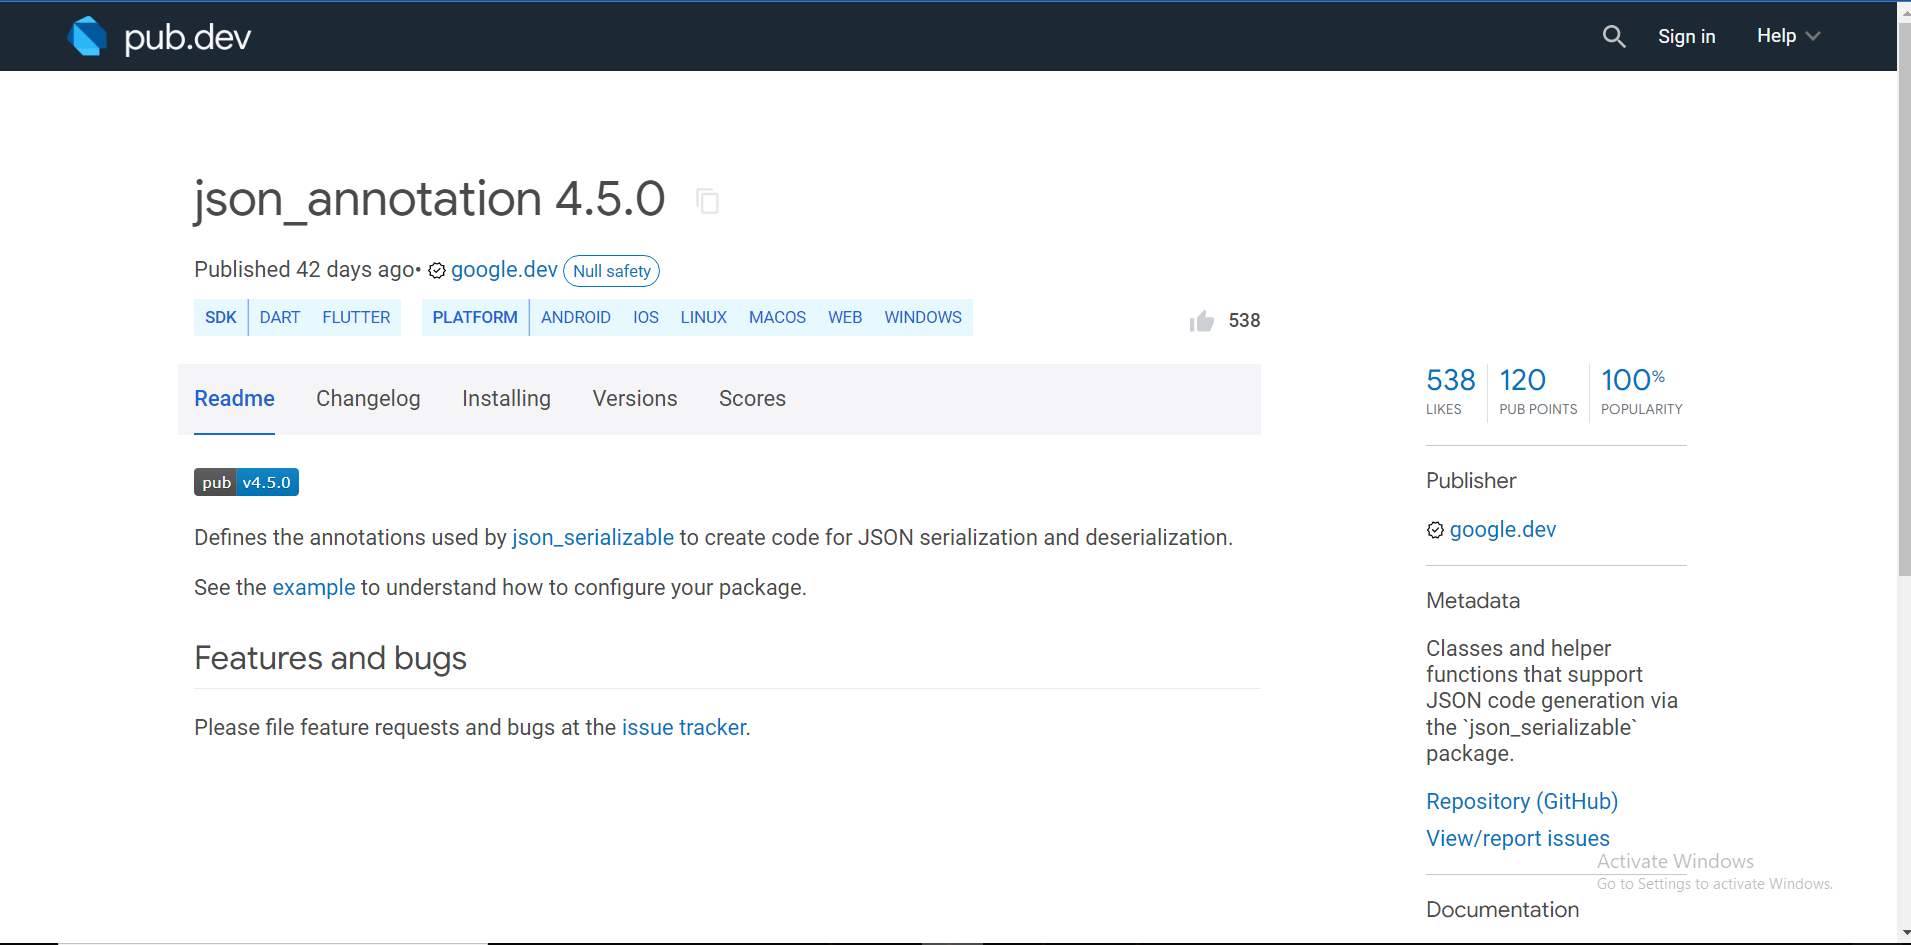 pub.dev
Sign in
Help
json_annotation 4.5.0
Published 42 days ago• google.dev Null safety
SDK DART FLUTTER PLATFORM ANDROID IOS LINUX MACOS WEB WINDOWS
538
Readme Changelog Installing Versions Scores
pub v4.5.0
Defines the annotations used by json_serializable to create code for JSON serialization and deserialization.
See the example to understand how to configure your package.
Features and bugs
Please file feature requests and bugs at the issue tracker.
538 120 100%
LIKES PUB POINTS POPULARITY
Publisher
google.dev
Metadata
Classes and helper
functions that support
JSON code generation via
the `json_serializable`
package.
Repository (GitHub)
View/report issues
Activate Windows
Go to Settings to activate Windows.
Documentation